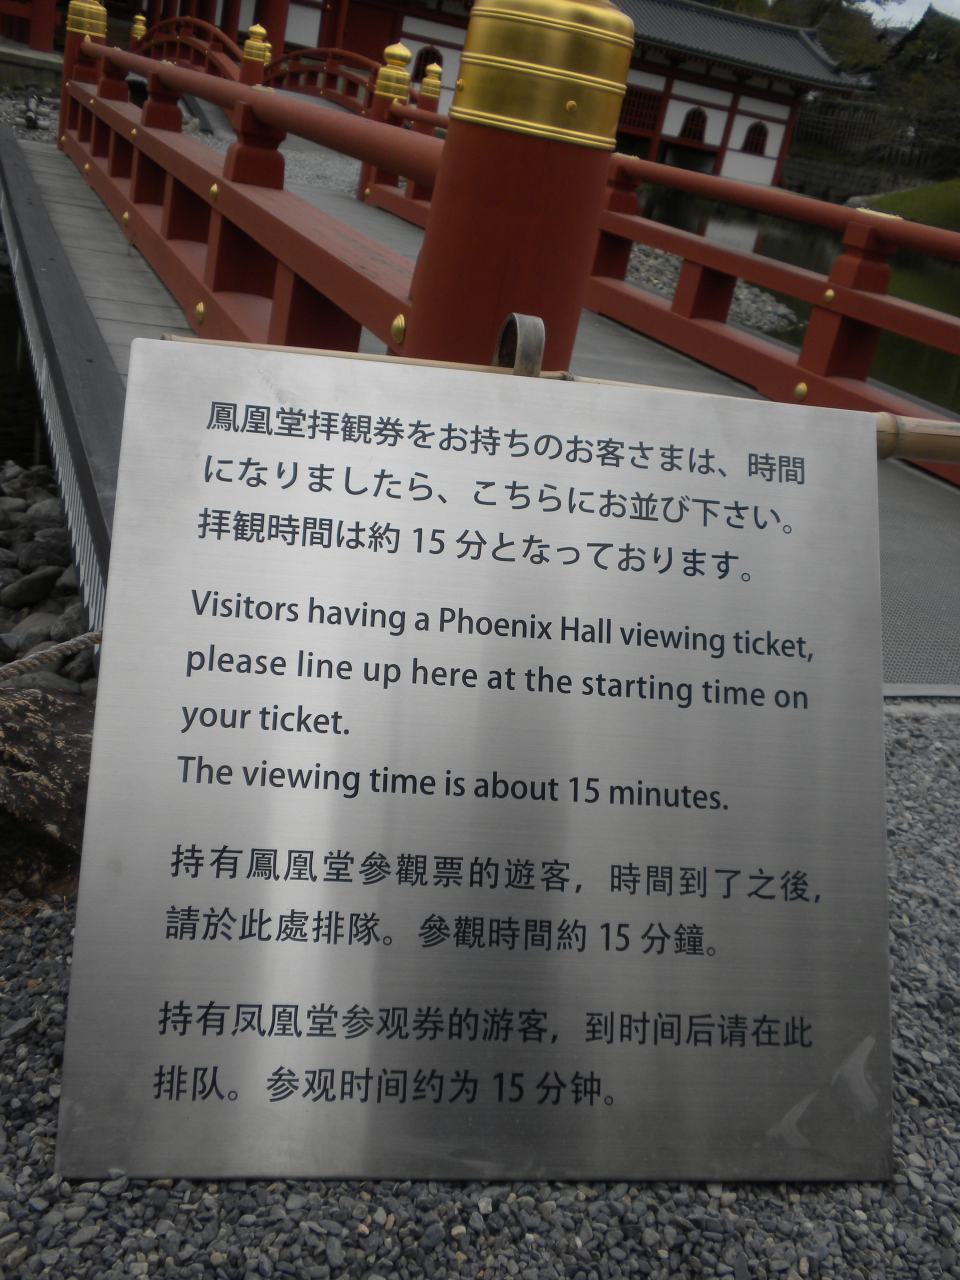 鳳凰堂拝観券をお持ちのお客さまは、時間
になりましたら、こちらにお並び下さい。
拝観時間は約 15 分となっております。
Visitors having a Phoenix Hall viewing ticket,
please line up here at the starting time on
your ticket.
The viewing time is about 15 minutes.
持有鳳凰堂參觀票的遊客，時間到了之後，
請於此處排隊。參觀時間約 15 分鐘。
持有凤凰堂参观券的游客，到时间后请在此
排队。参观时间约为 15 分钟。